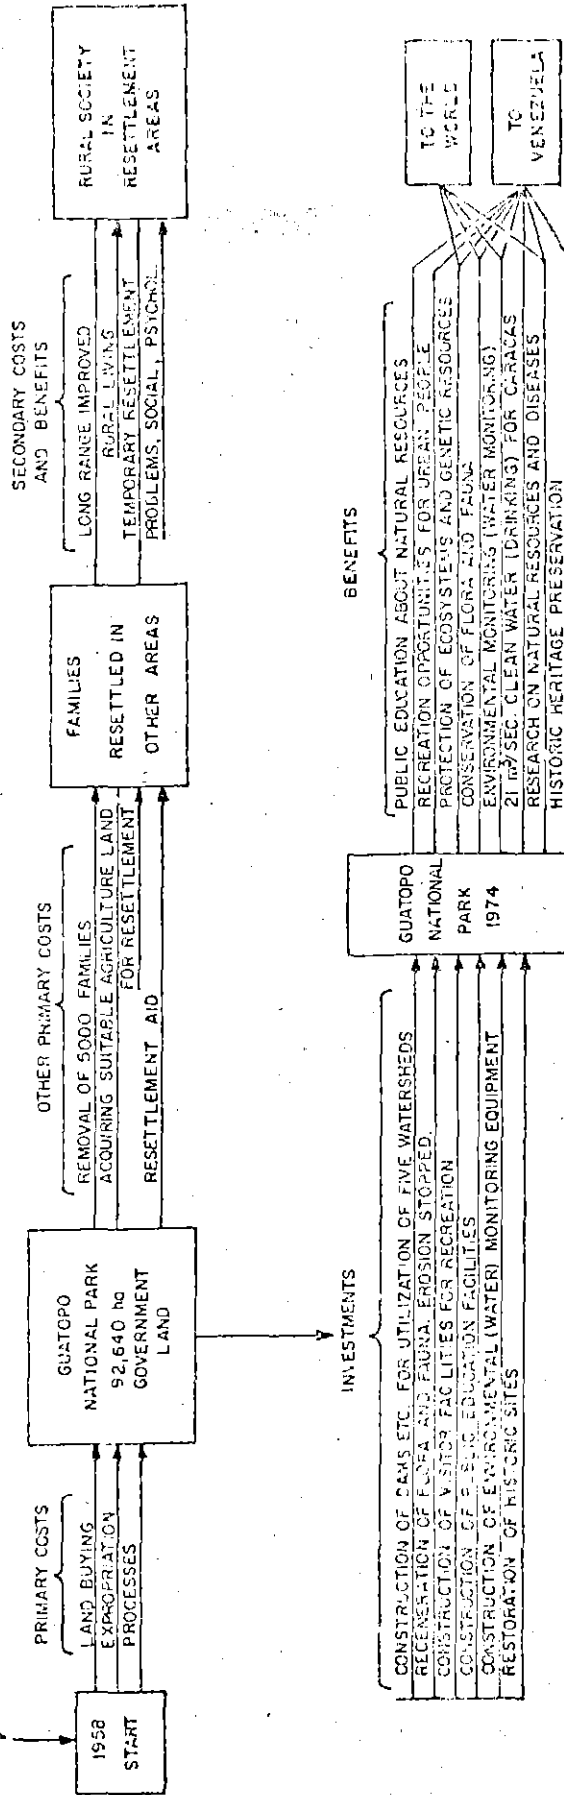 1958
START
PRIMARY COSTS
LAND BUYING
EXPROPRIATION
PROCESSES
GUATOPO
NATIONAL PARK
92,640 ha
GOVERNMENT
LAND
OTHER PRIMARY COSTS
REMOVAL OF 5000 FAMILIES
ACQUIRING SUITABLE AGRICULTURE LAND
FOR RESETTLEMENT
RESETTLEMENT AID
FAMILIES
RESETTLED IN
OTHER AREAS
SECONDARY COSTS
AND BENEFITS
LONG RANGE IMPROVED
RURAL LIVING
TEMPORARY RESETTLEMENT
PROBLEMS, SOCIAL, PSYCHOL.
RURAL SOCIETY
IN
RESETTLEMENT
AREAS
INVESTMENTS
CONSTRUCTION OF DAMS ETC. FOR UTILIZATION OF FIVE WATERSHEDS
REGENERATION OF FLORA AND FAUNA, EROSION STOPPED.
CONSTRUCTION OF VISITOR FACILITIES FOR RECREATION
CONSTRUCTION OF PUBLIC EDUCATION FACILITIES
CONSTRUCTION OF ENVIRONMENTAL (WATER) MONITORING EQUIPMENT
RESTORATION OF HISTORIC SITES
GUATOPO
NATIONAL
PARK
1974
BENEFITS
PUBLIC EDUCATION ABOUT NATURAL RESOURCES
RECREATION OPPORTUNITIES FOR URBAN PEOPLE
PROTECTION OF ECOSYSTEMS AND GENETIC RESOURCES
CONSERVATION OF FLORA AND FAUNA
ENVIRONMENTAL MONITORING (WATER MONITORING)
21 m³/SEC. CLEAN WATER (DRINKING) FOR CARACAS
RESEARCH ON NATURAL RESOURCES AND DISEASES
HISTORIC HERITAGE PRESERVATION
TO THE
WORLD
TO
VENEZUELA